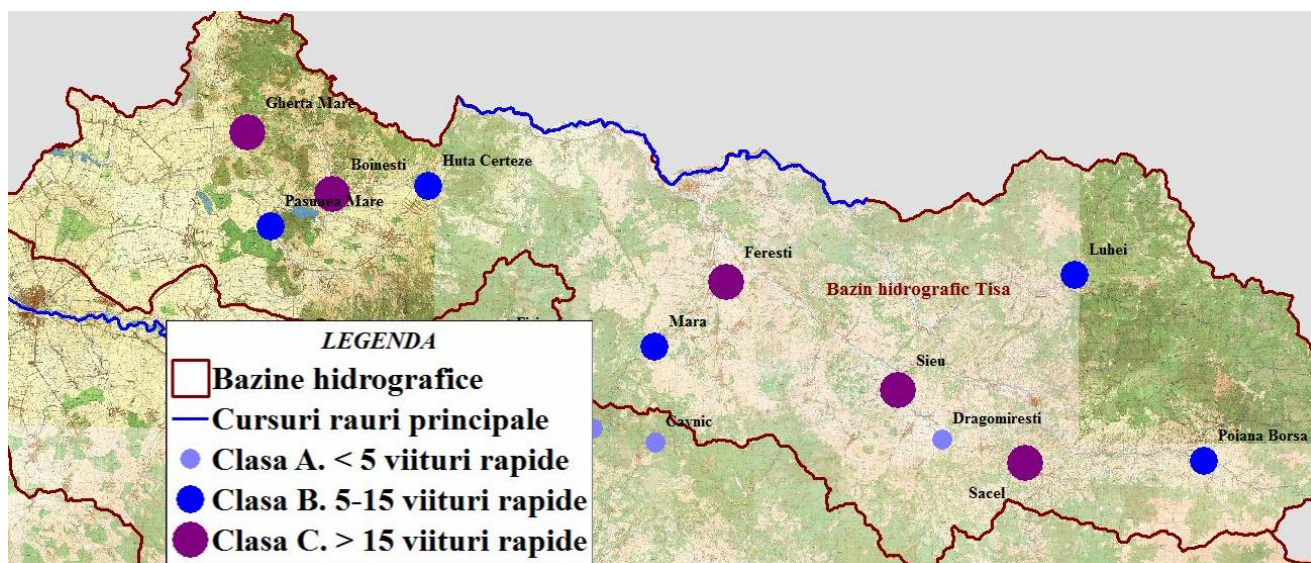 Gherta Mare
Boinesti
Huta Certeze
Pasunea Mare
Feresti
Luhei
Bazin hidrografic Tisa
Mara
Sieu
Cavnic
Dragomiresti
Poiana Borsa
Sacel
LEGENDA
Bazine hidrografice
Cursuri rauri principale
Clasa A. < 5 viituri rapide
Clasa B. 5-15 viituri rapide
Clasa C. > 15 viituri rapide